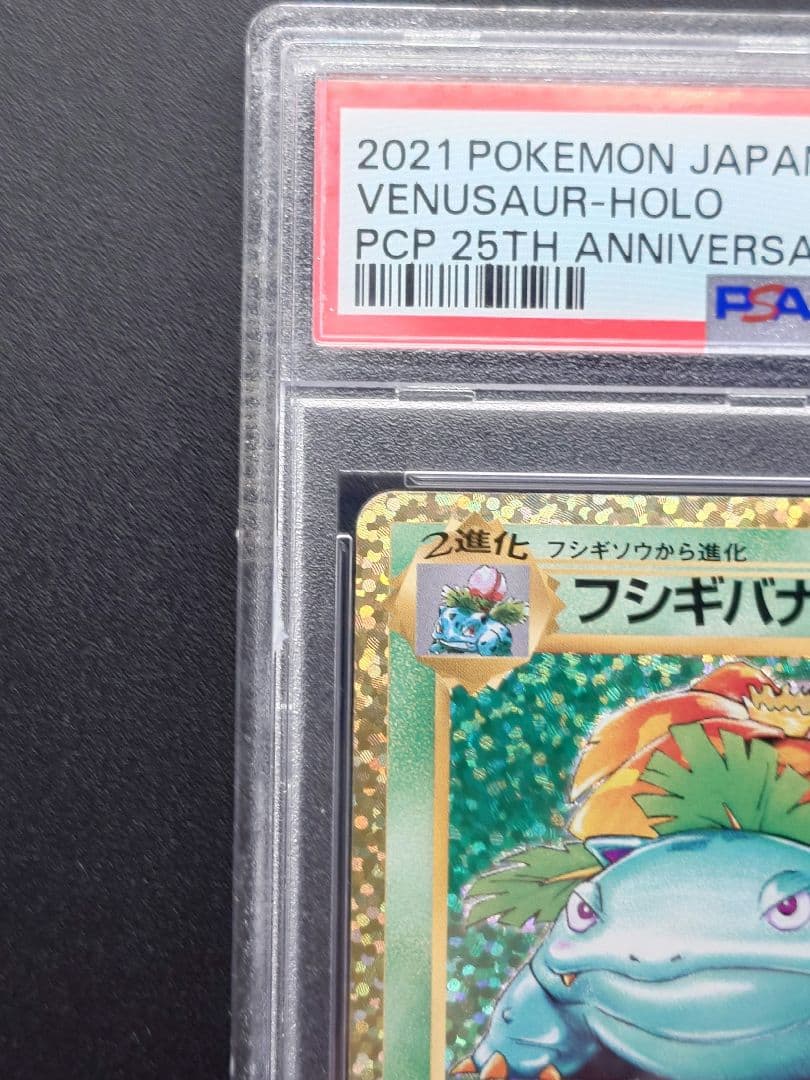 2021 POKEMON JAPAN
VENUSAUR-HOLO
PCP 25TH ANNIVERSA
PSA
2進化 フシギソウから進化
フシギバナ